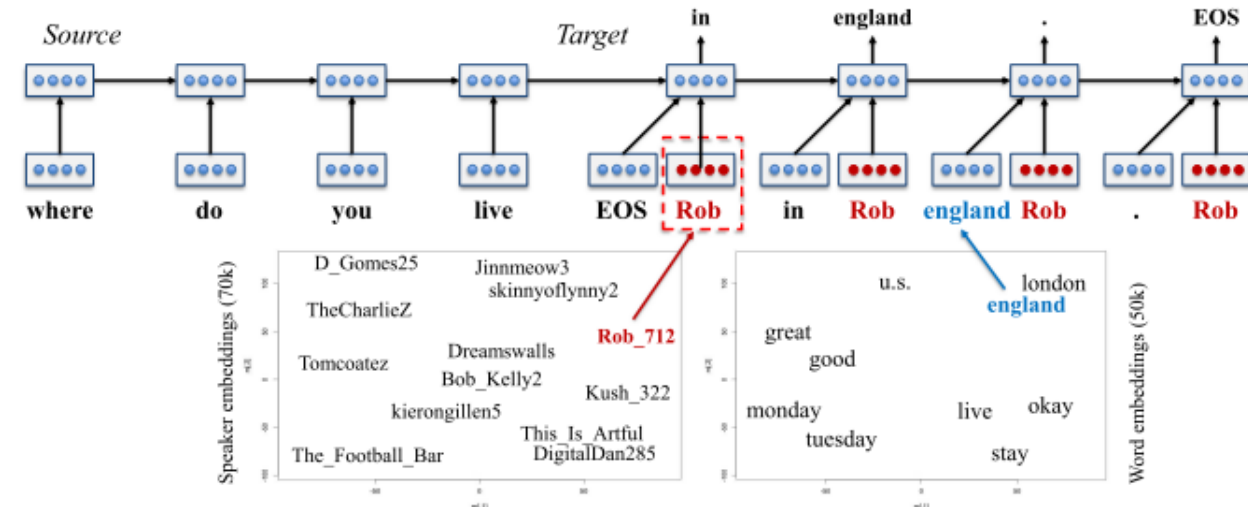 in england . EOS
Source Target
where do you live EOS Rob in Rob england Rob . Rob
Speaker embeddings (70k)
D_Gomes25
Jinnmeow3
skinnyoflynny2
TheCharlieZ
Rob_712
Dreamswalls
Tomcoatez
Bob_Kelly2
Kush_322
kierongillen5
This_Is_Artful
The_Football_Bar
DigitalDan285
u.s.
london
england
great
good
monday
live
okay
tuesday
stay
Word embeddings (50k)